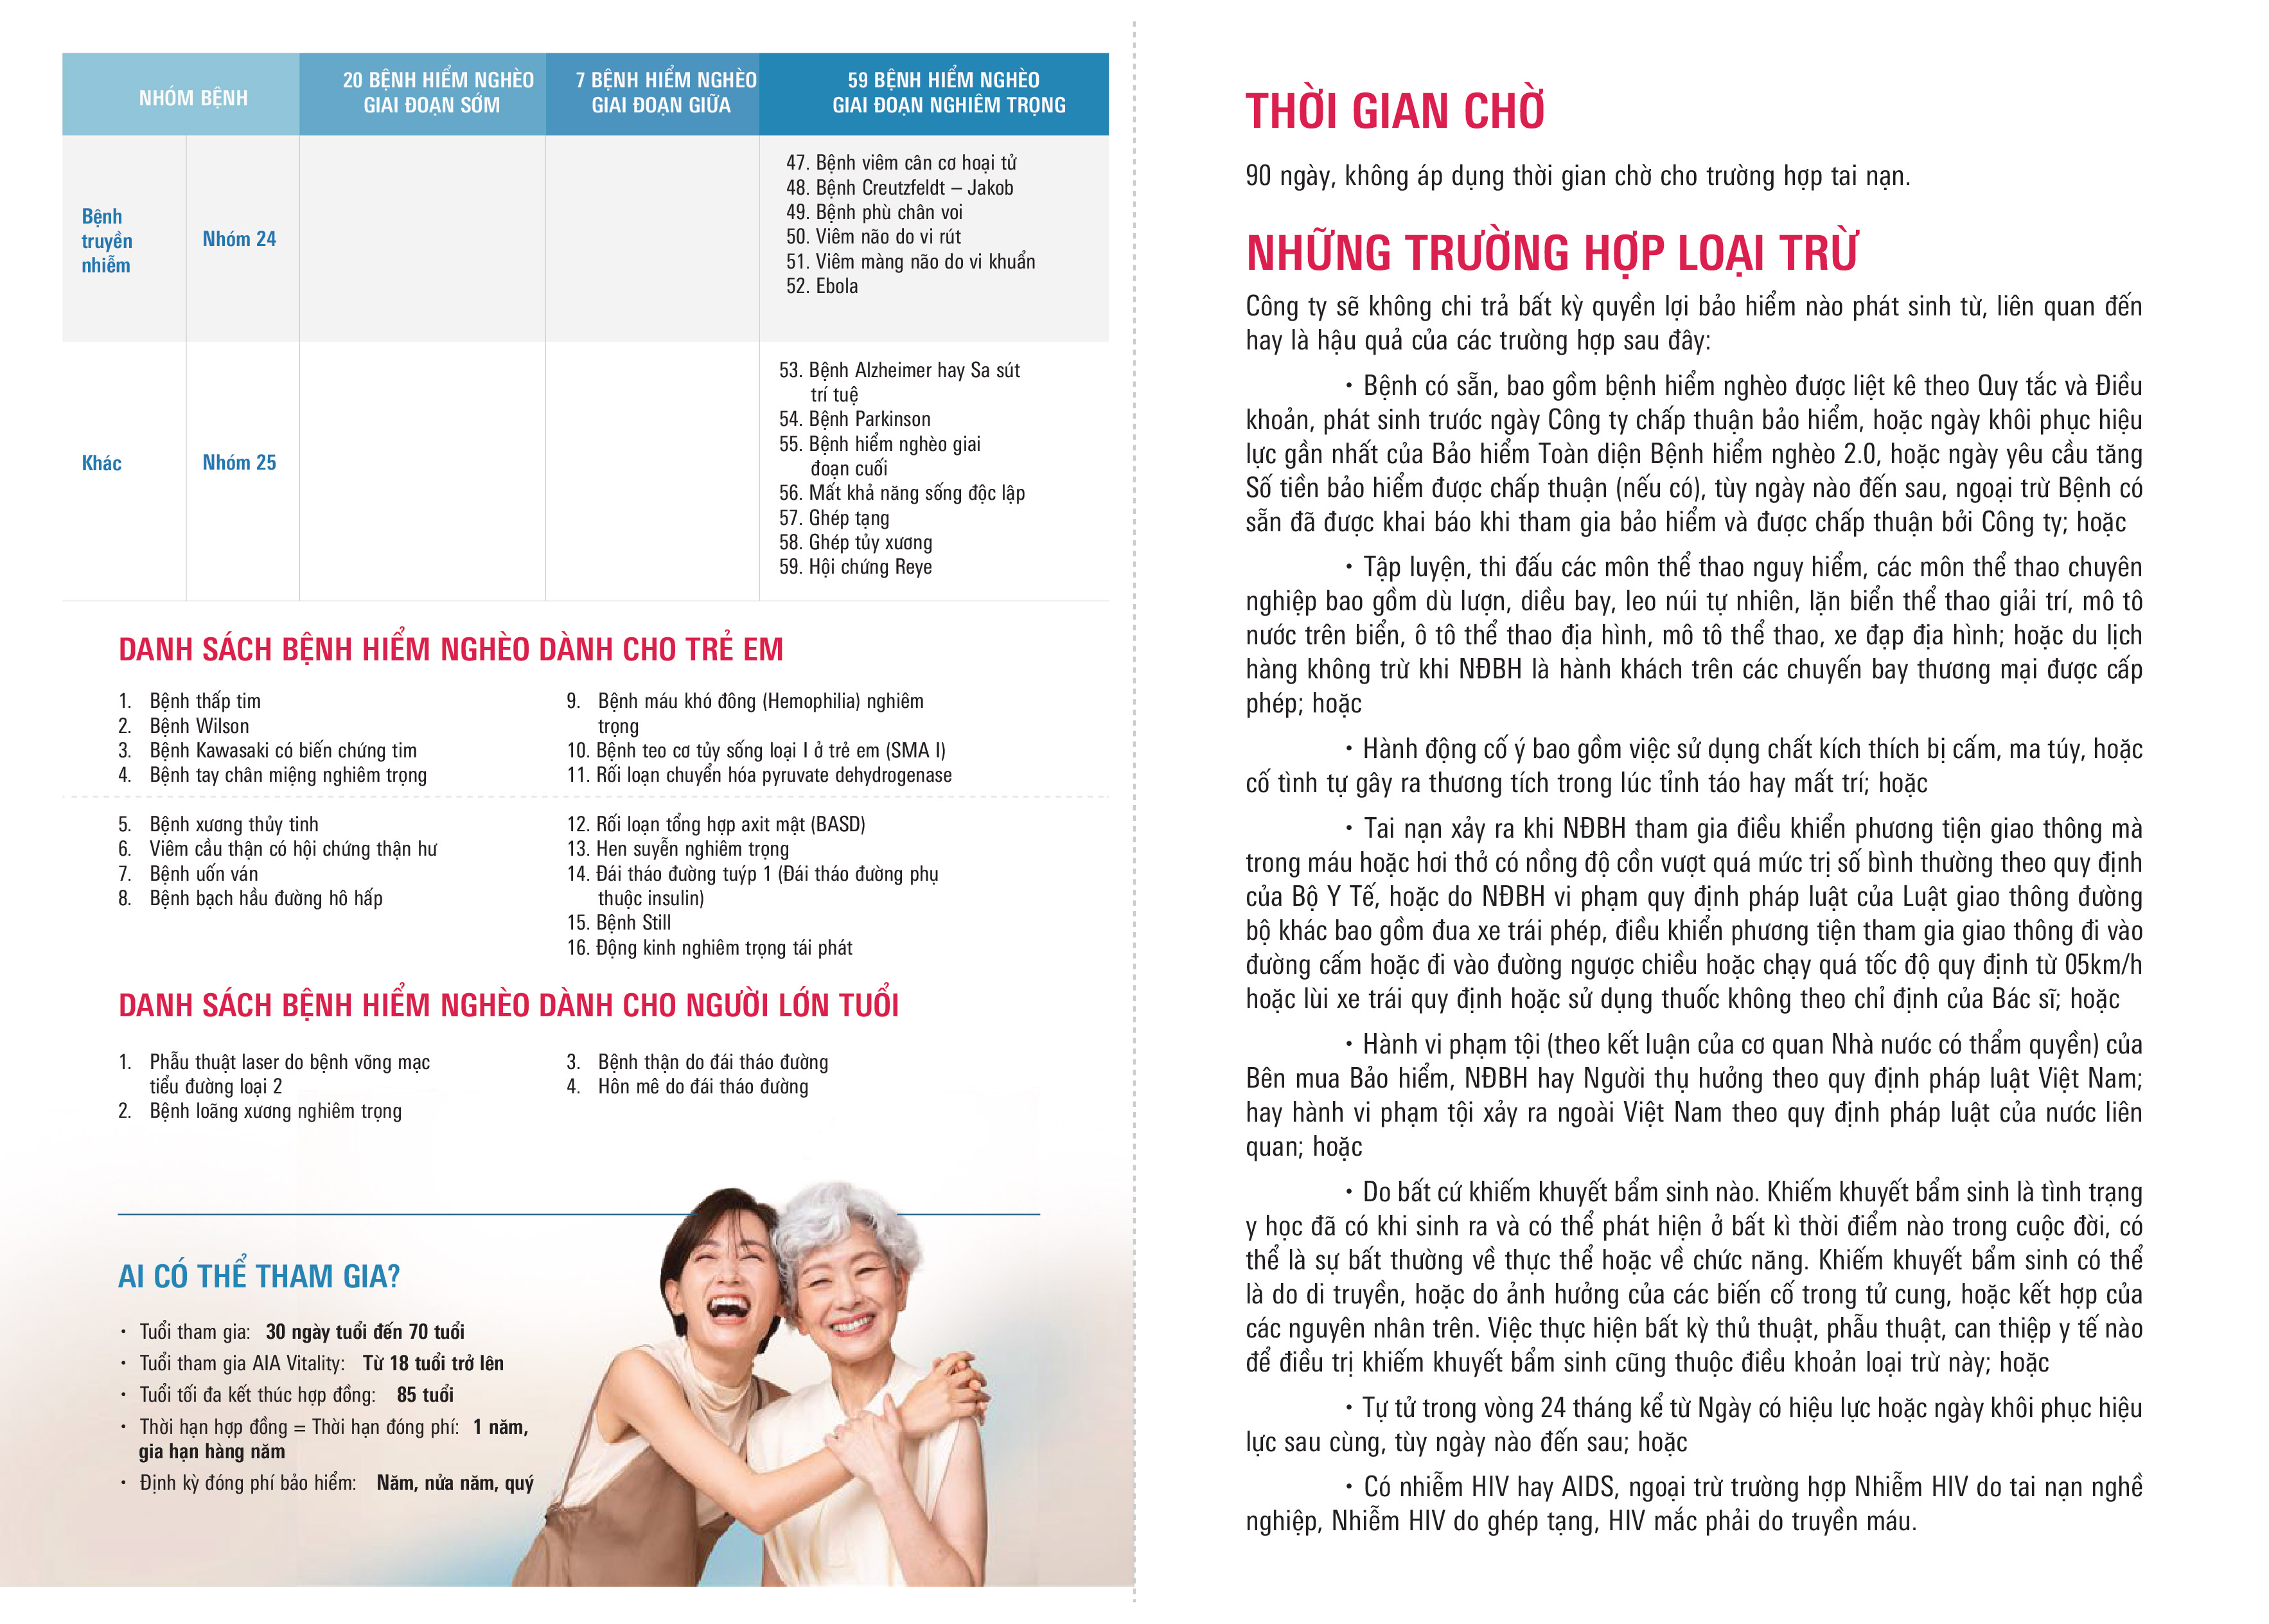 NHÓM BỆNH
20 BỆNH HIỂM NGHÈO
GIAI ĐOẠN SỚM
7 BỆNH HIỂM NGHÈO
GIAI ĐOẠN GIỮA
59 BỆNH HIỂM NGHÈO
GIAI ĐOẠN NGHIÊM TRỌNG
Bệnh
truyền
nhiễm
Nhóm 24
47. Bệnh viêm cân cơ hoại tử
48. Bệnh Creutzfeldt – Jakob
49. Bệnh phù chân voi
50. Viêm não do vi rút
51. Viêm màng não do vi khuẩn
52. Ebola
Khác
Nhóm 25
53. Bệnh Alzheimer hay Sa sút
trí tuệ
54. Bệnh Parkinson
55. Bệnh hiểm nghèo giai
đoạn cuối
56. Mất khả năng sống độc lập
57. Ghép tạng
58. Ghép tủy xương
59. Hội chứng Reye
DANH SÁCH BỆNH HIỂM NGHÈO DÀNH CHO TRẺ EM
1. Bệnh thấp tim
2. Bệnh Wilson
3. Bệnh Kawasaki có biến chứng tim
4. Bệnh tay chân miệng nghiêm trọng
5. Bệnh xương thủy tinh
6. Viêm cầu thận có hội chứng thận hư
7. Bệnh uốn ván
8. Bệnh bạch hầu đường hô hấp
9. Bệnh máu khó đông (Hemophilia) nghiêm
trọng
10. Bệnh teo cơ tủy sống loại I ở trẻ em (SMA I)
11. Rối loạn chuyển hóa pyruvate dehydrogenase
12. Rối loạn tổng hợp axit mật (BASD)
13. Hen suyễn nghiêm trọng
14. Đái tháo đường tuýp 1 (Đái tháo đường phụ
thuộc insulin)
15. Bệnh Still
16. Động kinh nghiêm trọng tái phát
DANH SÁCH BỆNH HIỂM NGHÈO DÀNH CHO NGƯỜI LỚN TUỔI
1. Phẫu thuật laser do bệnh võng mạc
tiểu đường loại 2
2. Bệnh loãng xương nghiêm trọng
3. Bệnh thận do đái tháo đường
4. Hôn mê do đái tháo đường
AI CÓ THỂ THAM GIA?
• Tuổi tham gia: 30 ngày tuổi đến 70 tuổi
• Tuổi tham gia AIA Vitality: Từ 18 tuổi trở lên
• Tuổi tối đa kết thúc hợp đồng: 85 tuổi
• Thời hạn hợp đồng = Thời hạn đóng phí: 1 năm,
gia hạn hàng năm
• Định kỳ đóng phí bảo hiểm: Năm, nửa năm, quý
THỜI GIAN CHỜ
90 ngày, không áp dụng thời gian chờ cho trường hợp tai nạn.
NHỮNG TRƯỜNG HỢP LOẠI TRỪ
Công ty sẽ không chi trả bất kỳ quyền lợi bảo hiểm nào phát sinh từ, liên quan đến
hay là hậu quả của các trường hợp sau đây:
• Bệnh có sẵn, bao gồm bệnh hiểm nghèo được liệt kê theo Quy tắc và Điều
khoản, phát sinh trước ngày Công ty chấp thuận bảo hiểm, hoặc ngày khôi phục hiệu
lực gần nhất của Bảo hiểm Toàn diện Bệnh hiểm nghèo 2.0, hoặc ngày yêu cầu tăng
Số tiền bảo hiểm được chấp thuận (nếu có), tùy ngày nào đến sau, ngoại trừ Bệnh có
sẵn đã được khai báo khi tham gia bảo hiểm và được chấp thuận bởi Công ty; hoặc
• Tập luyện, thi đấu các môn thể thao nguy hiểm, các môn thể thao chuyên
nghiệp bao gồm dù lượn, diều bay, leo núi tự nhiên, lặn biển thể thao giải trí, mô tô
nước trên biển, ô tô thể thao địa hình, mô tô thể thao, xe đạp địa hình; hoặc du lịch
hàng không trừ khi NĐBH là hành khách trên các chuyến bay thương mại được cấp
phép; hoặc
• Hành động cố ý bao gồm việc sử dụng chất kích thích bị cấm, ma túy, hoặc
cố tình tự gây ra thương tích trong lúc tỉnh táo hay mất trí; hoặc
• Tai nạn xảy ra khi NĐBH tham gia điều khiển phương tiện giao thông mà
trong máu hoặc hơi thở có nồng độ cồn vượt quá mức trị số bình thường theo quy định
của Bộ Y Tế, hoặc do NĐBH vi phạm quy định pháp luật của Luật giao thông đường
bộ khác bao gồm đua xe trái phép, điều khiển phương tiện tham gia giao thông đi vào
đường cấm hoặc đi vào đường ngược chiều hoặc chạy quá tốc độ quy định từ 05km/h
hoặc lùi xe trái quy định hoặc sử dụng thuốc không theo chỉ định của Bác sĩ; hoặc
• Hành vi phạm tội (theo kết luận của cơ quan Nhà nước có thẩm quyền) của
Bên mua Bảo hiểm, NĐBH hay Người thụ hưởng theo quy định pháp luật Việt Nam;
hay hành vi phạm tội xảy ra ngoài Việt Nam theo quy định pháp luật của nước liên
quan; hoặc
• Do bất cứ khiếm khuyết bẩm sinh nào. Khiếm khuyết bẩm sinh là tình trạng
y học đã có khi sinh ra và có thể phát hiện ở bất kì thời điểm nào trong cuộc đời, có
thể là sự bất thường về thực thể hoặc về chức năng. Khiếm khuyết bẩm sinh có thể
là do di truyền, hoặc do ảnh hưởng của các biến cố trong tử cung, hoặc kết hợp của
các nguyên nhân trên. Việc thực hiện bất kỳ thủ thuật, phẫu thuật, can thiệp y tế nào
để điều trị khiếm khuyết bẩm sinh cũng thuộc điều khoản loại trừ này; hoặc
• Tự tử trong vòng 24 tháng kể từ Ngày có hiệu lực hoặc ngày khôi phục hiệu
lực sau cùng, tùy ngày nào đến sau; hoặc
• Có nhiễm HIV hay AIDS, ngoại trừ trường hợp Nhiễm HIV do tai nạn nghề
nghiệp, Nhiễm HIV do ghép tạng, HIV mắc phải do truyền máu.